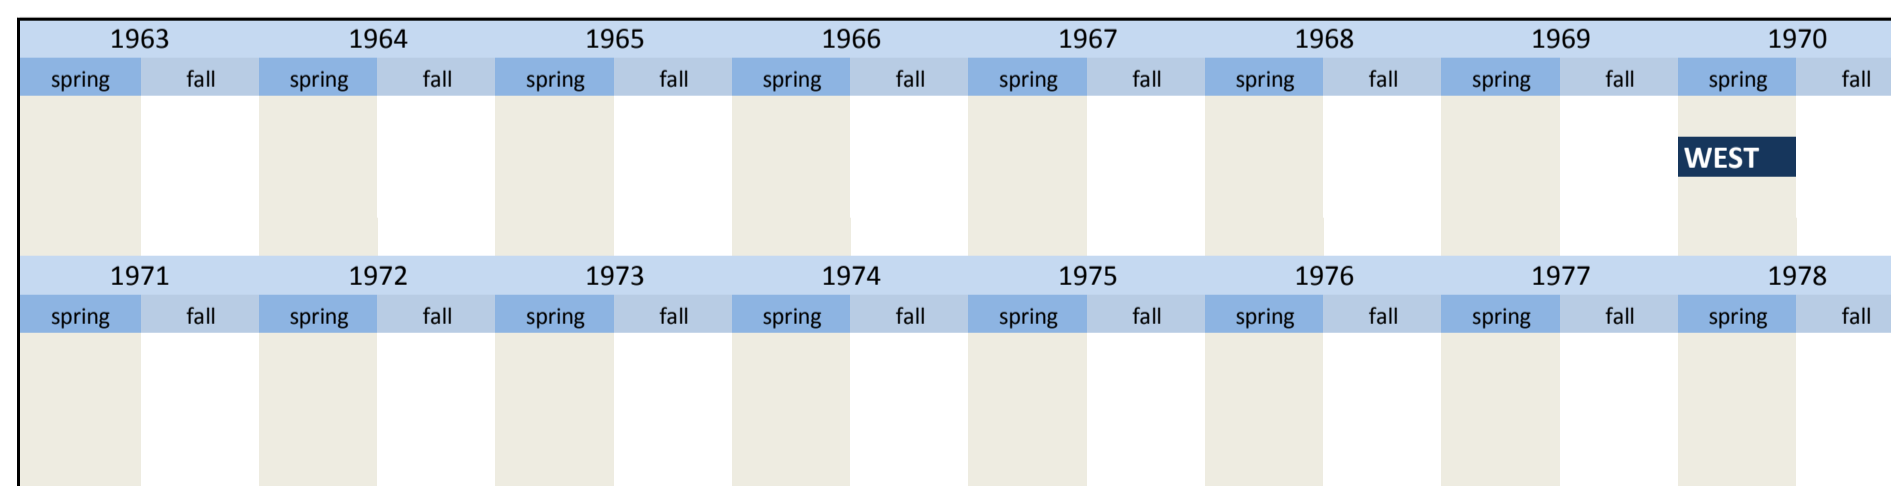 1963 1964 1965 1966 1967 1968 1969 1970
spring fall spring fall spring fall spring fall spring fall spring fall spring fall spring fall
WEST
1971 1972 1973 1974 1975 1976 1977 1978
spring fall spring fall spring fall spring fall spring fall spring fall spring fall spring fall